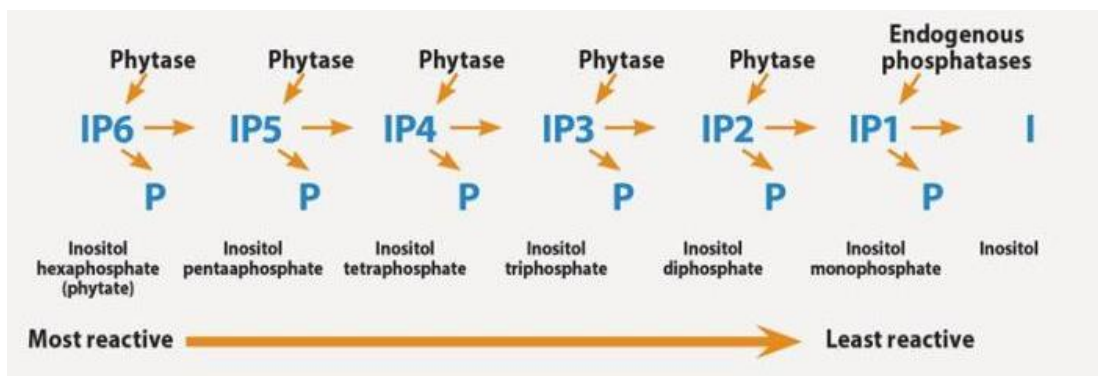 Endogenous
Phytase Phytase Phytase Phytase Phytase phosphatases
IP6 IP5 IP4 IP3 IP2 IP1 I
P P P P P P
Inositol Inositol Inositol Inositol Inositol Inositol Inositol
hexaphosphate pentaaphosphate tetraphosphate triphosphate diphosphate monophosphate
(phytate)
Most reactive Least reactive